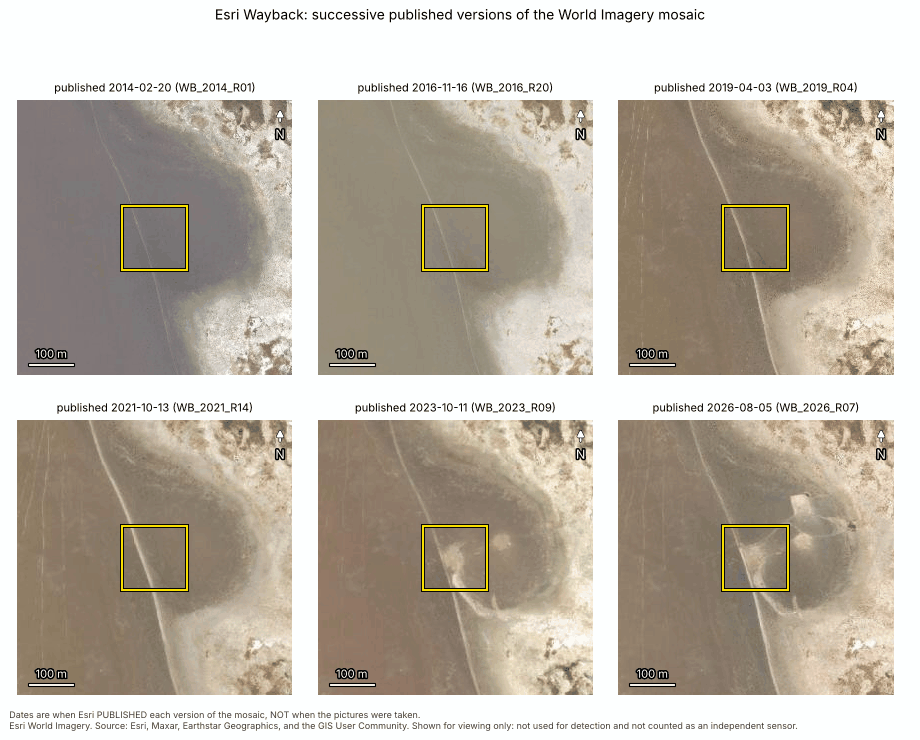 Esri Wayback: successive published versions of the World Imagery mosaic
published 2014-02-20 (WB_2014_R01)
published 2016-11-16 (WB_2016_R20)
published 2019-04-03 (WB_2019_R04)
N
N
N
100 m
100 m
100 m
published 2021-10-13 (WB_2021_R14)
published 2023-10-11 (WB_2023_R09)
published 2026-08-05 (WB_2026_R07)
N
N
N
100 m
100 m
100 m
Dates are when Esri PUBLISHED each version of the mosaic, NOT when the pictures were taken.
Esri World Imagery. Source: Esri, Maxar, Earthstar Geographics, and the GIS User Community. Shown for viewing only: not used for detection and not counted as an independent sensor.